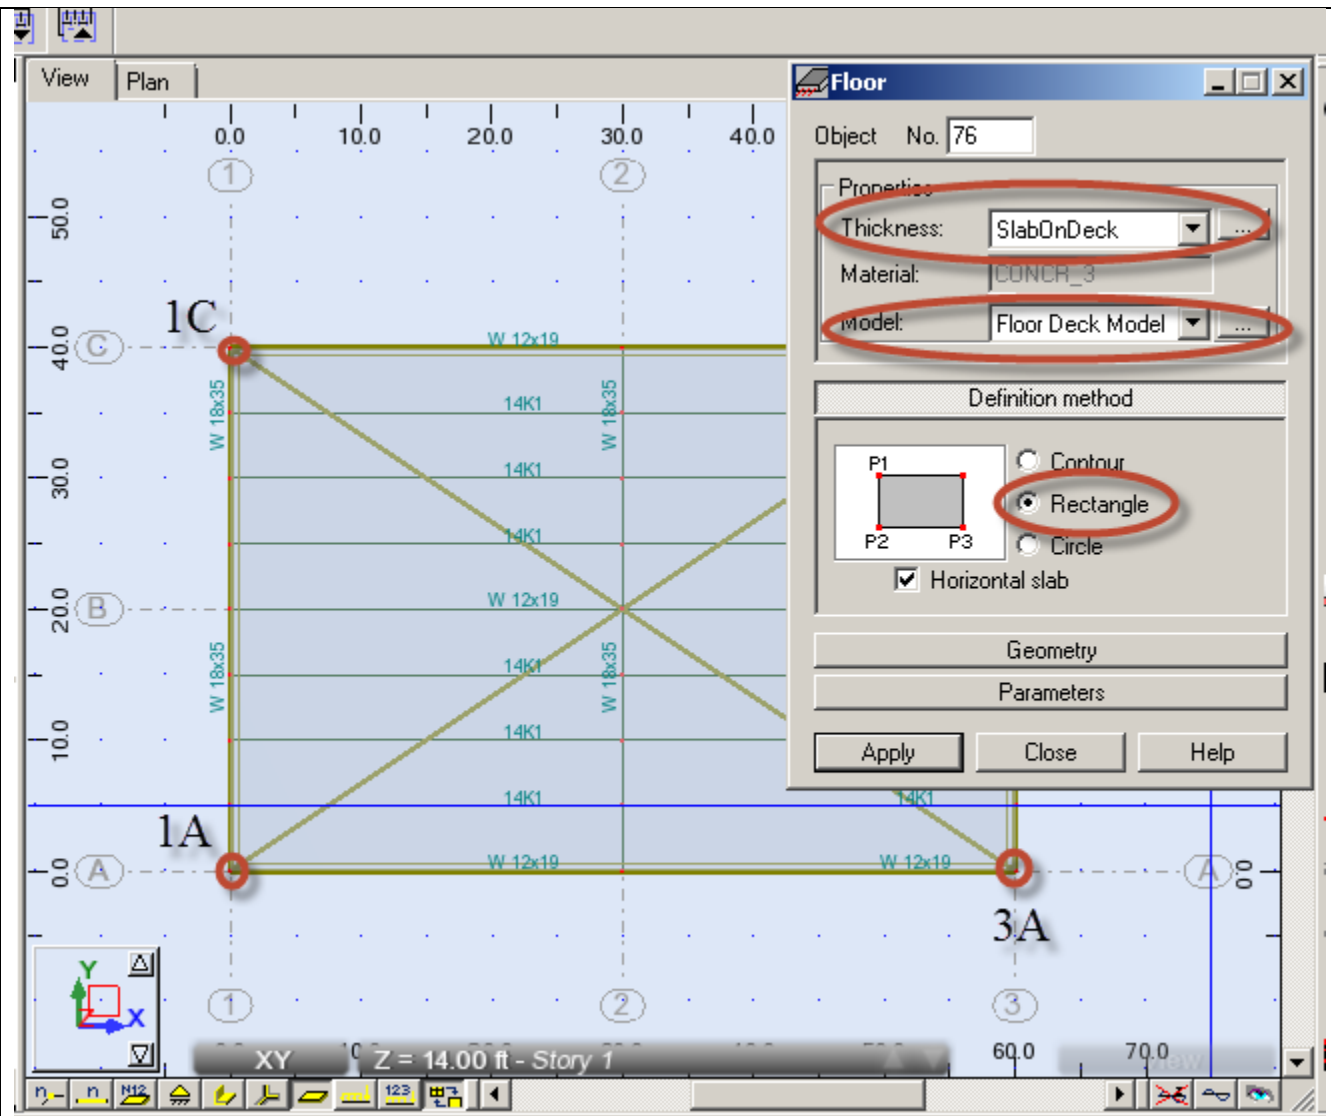 View Plan
0.0 10.0 20.0 30.0 40.0
1 2
50.0
40.0
30.0
20.0
10.0
0.0
C
B
A
1C
W 12x19
W 18x35 14K1 W 18x35
14K1
14K1
W 12x19
W 18x35 14K1 W 18x35
14K1
14K1 14K1
1A
W 12x19 W 12x19
A 0.0
3A
1 2 3
Y
Z X
60.0 70.0
XY Z = 14.00 ft - Story 1
View
n N12 123
Floor
Object No. 76
Properties
Thickness: SlabOnDeck ...
Material: CONCR_3
Model: Floor Deck Model ...
Definition method
P1
P2 P3
Contour
Rectangle
Circle
Horizontal slab
Geometry
Parameters
Apply Close Help